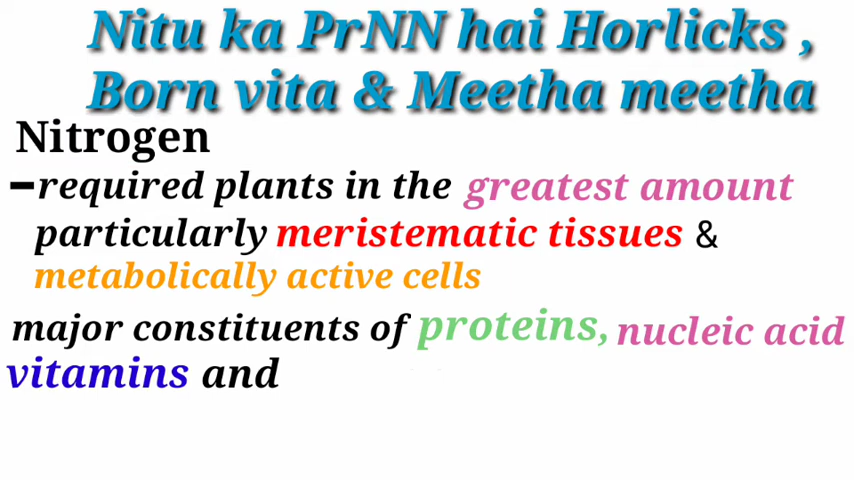 Nitu ka PrNN hai Horlicks ,
Born vita & Meetha meetha
Nitrogen
-required plants in the greatest amount
particularly meristematic tissues &
metabolically active cells
major constituents of proteins, nucleic acid
vitamins and